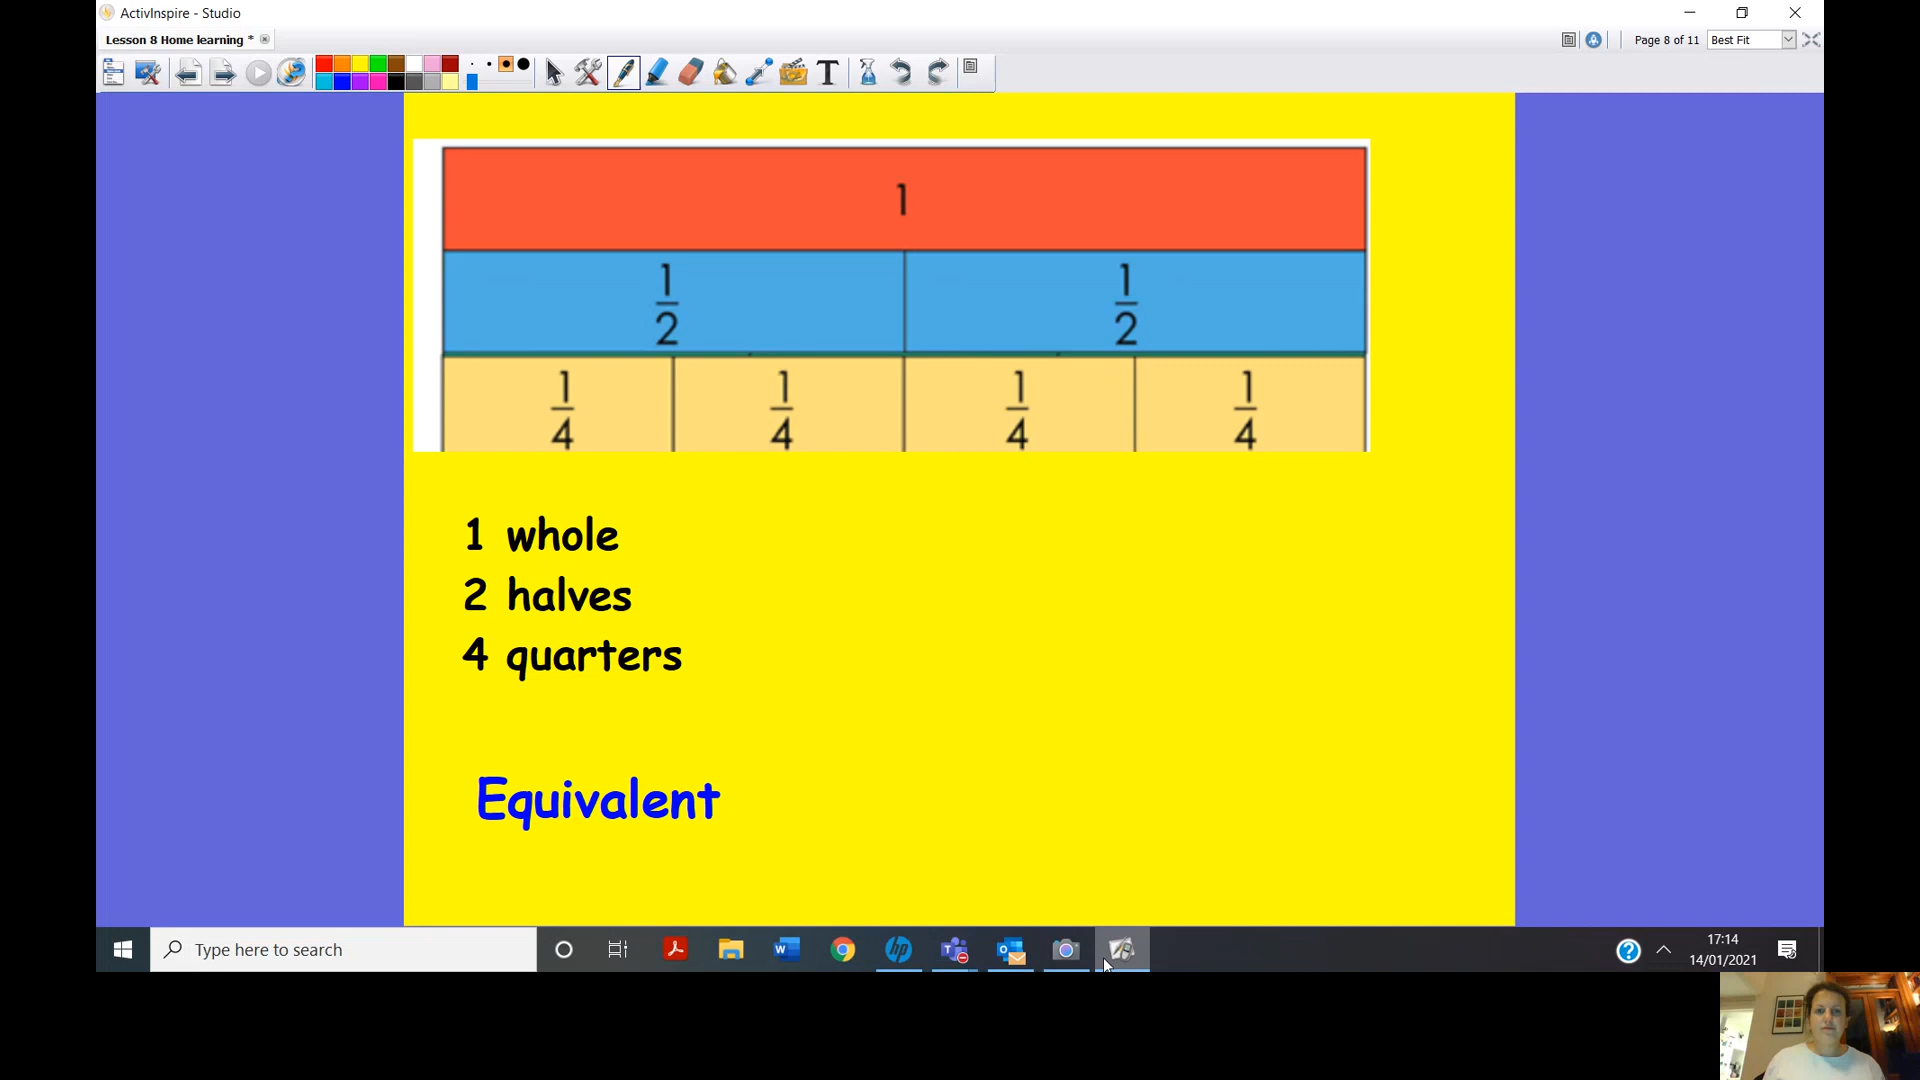 ActivInspire - Studio
Lesson 8 Home learning *
Page 8 of 11 Best Fit
1
1/2 1/2
1/4 1/4 1/4 1/4
1 whole
2 halves
4 quarters
Equivalent
Type here to search
17:14
14/01/2021